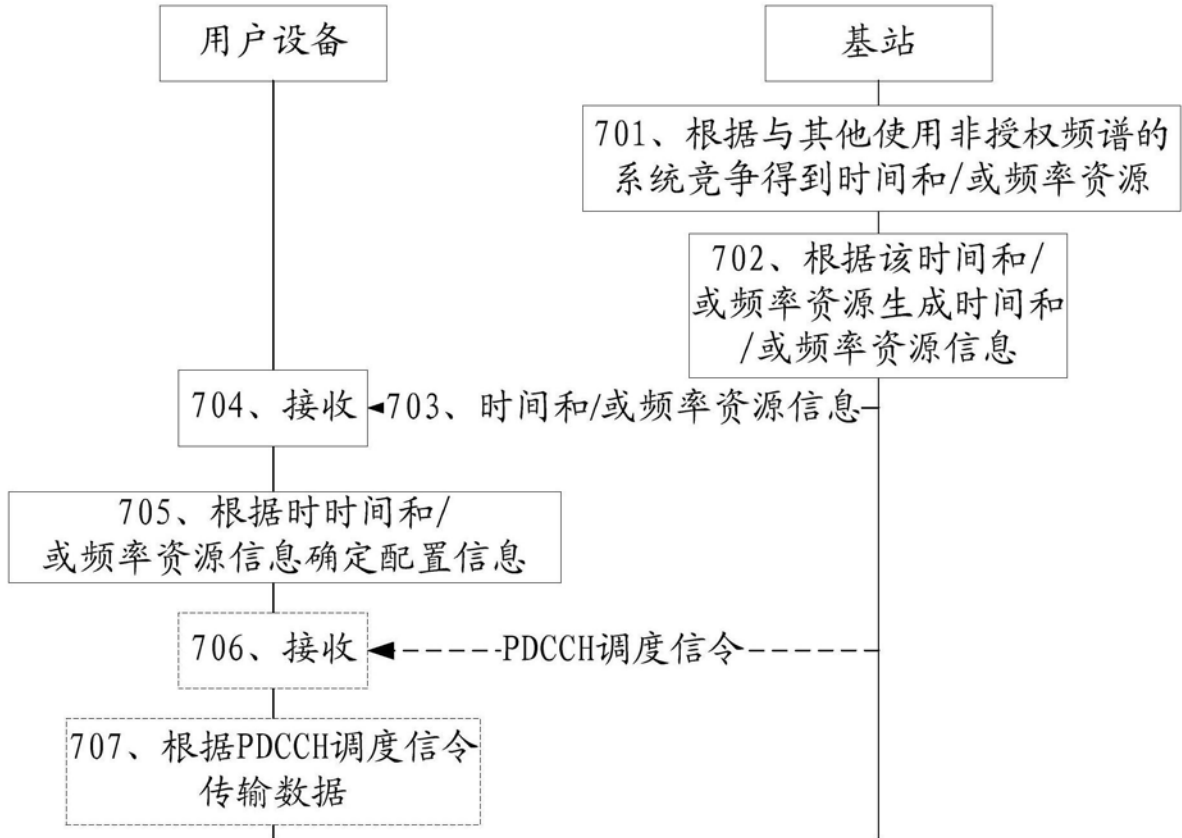 用户设备
基站
701、根据与其他使用非授权频谱的
系统竞争得到时间和/或频率资源
702、根据该时间和/
或频率资源生成时间和
/或频率资源信息
704、接收
703、时间和/或频率资源信息
705、根据时时间和/
或频率资源信息确定配置信息
706、接收
PDCCH调度信令
707、根据PDCCH调度信令
传输数据